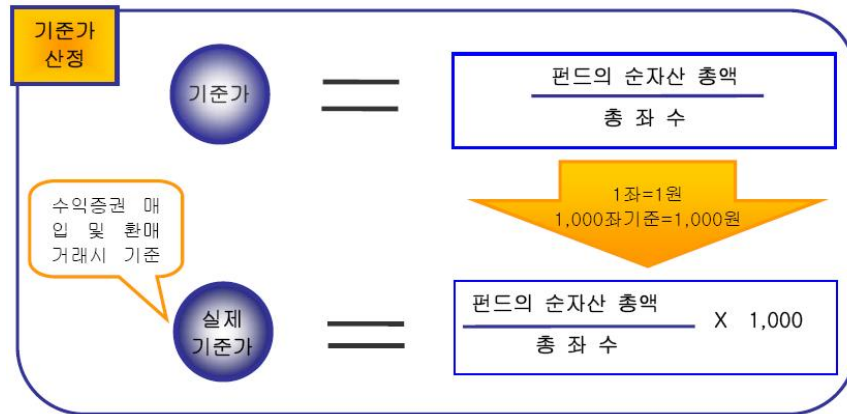 기준가
산정
기준가
펀드의 순자산 총액
총 좌 수
1좌=1원
1,000좌기준=1,000원
수익증권 매
입 및 환매
거래시 기준
실제
기준가
펀드의 순자산 총액
총 좌 수
X 1,000